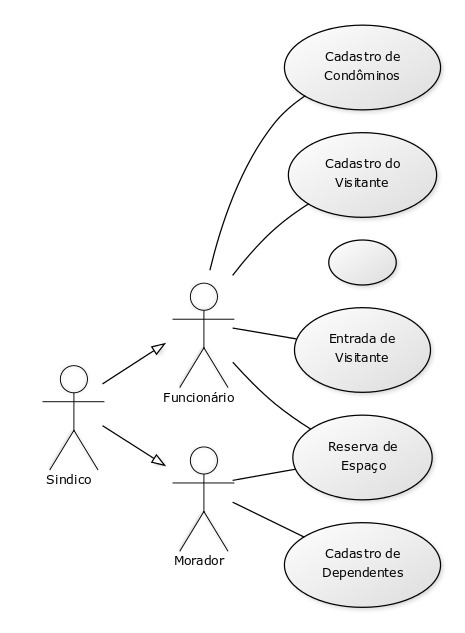 Cadastro de
Condôminos
Cadastro do
Visitante
Entrada de
Visitante
Funcionário
Reserva de
Espaço
Sindico
Morador
Cadastro de
Dependentes